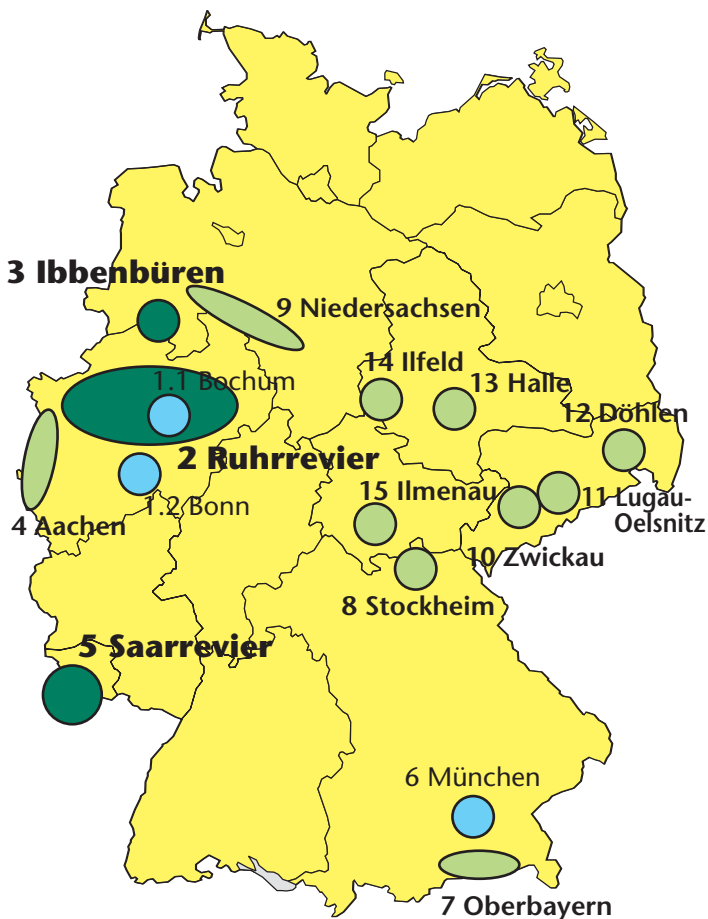 3 Ibbenbüren
9 Niedersachsen
14 Ilfeld
1.1 Bochum
13 Halle
12 Döhlen
2 Ruhrrevier
15 Ilmenau
11 Lugau-
Oelsnitz
1.2 Bonn
4 Aachen
10 Zwickau
8 Stockheim
5 Saarrevier
6 München
7 Oberbayern